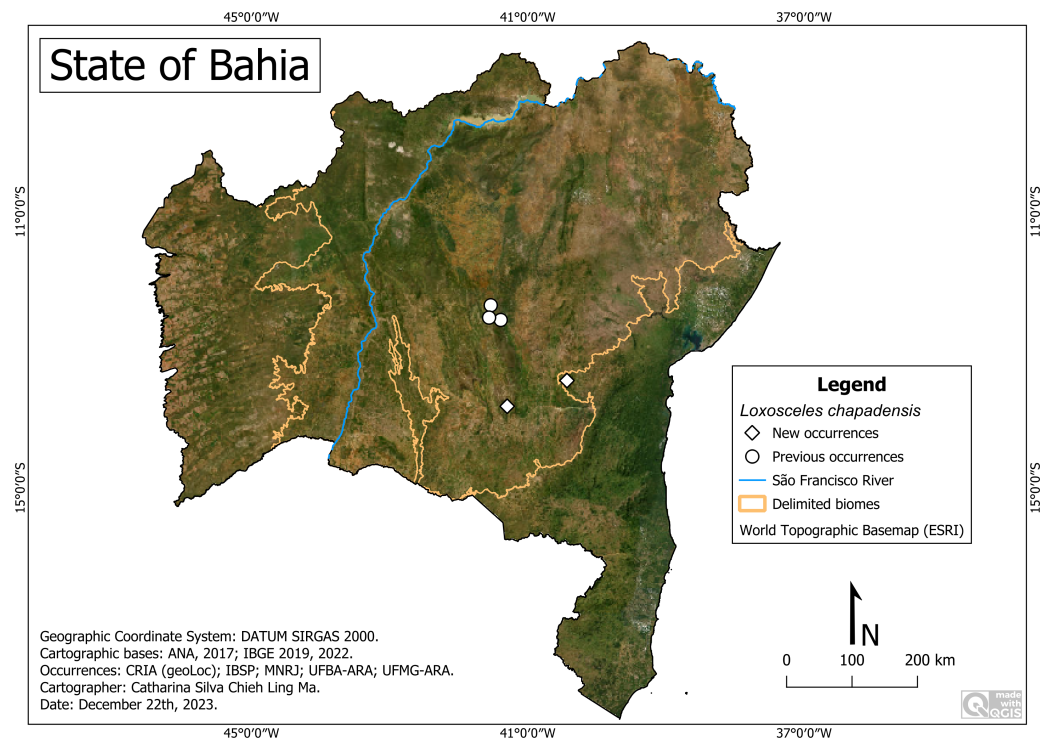 45°0'0"W 41°0'0"W 37°0'0"W
State of Bahia
11°0'0"S 11°0'0"S
Legend
Loxosceles chapadensis
New occurrences
Previous occurrences
São Francisco River
Delimited biomes
World Topographic Basemap (ESRI)
15°0'0"S 15°0'0"S
N
0 100 200 km
Geographic Coordinate System: DATUM SIRGAS 2000.
Cartographic bases: ANA, 2017; IBGE 2019, 2022.
Occurrences: CRIA (geoLoc); IBSP; MNRJ; UFBA-ARA; UFMG-ARA.
Cartographer: Catharina Silva Chieh Ling Ma.
Date: December 22th, 2023.
made
with
QGIS
45°0'0"W 41°0'0"W 37°0'0"W